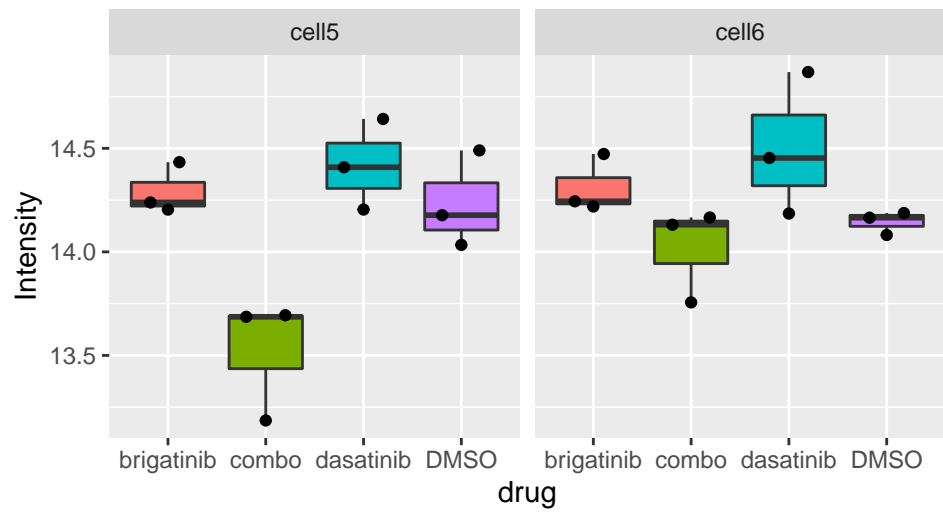 cell5 cell6
Intensity
14.5
14.0
13.5
brigatinib combo dasatinib DMSO brigatinib combo dasatinib DMSO
drug